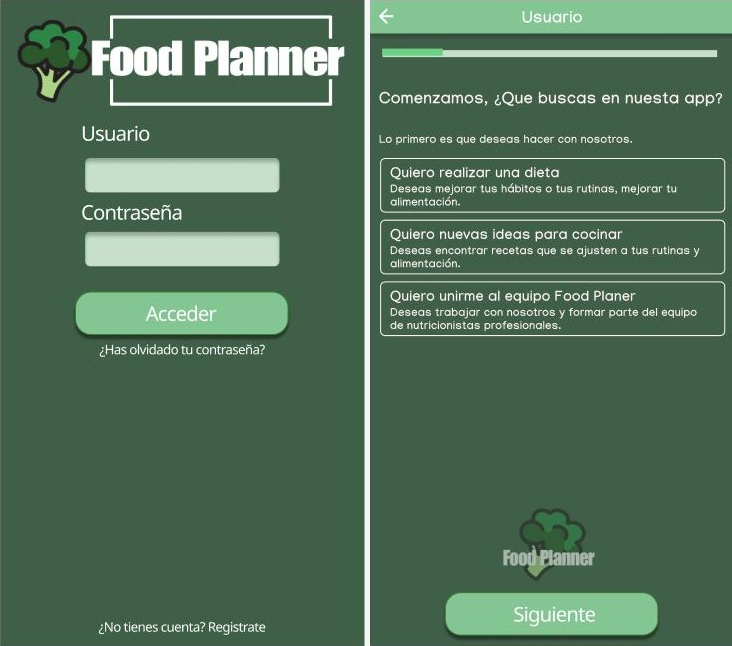 Food Planner
Usuario
Contraseña
Acceder
¿Has olvidado tu contraseña?
¿No tienes cuenta? Registrate
Usuario
Comenzamos, ¿Que buscas en nuesta app?
Lo primero es que deseas hacer con nosotros.
Quiero realizar una dieta
Deseas mejorar tus hábitos o tus rutinas, mejorar tu
alimentación.
Quiero nuevas ideas para cocinar
Deseas encontrar recetas que se ajusten a tus rutinas y
alimentación.
Quiero unirme al equipo Food Planer
Deseas trabajar con nosotros y formar parte del equipo
de nutricionistas profesionales.
Food Planner
Siguiente